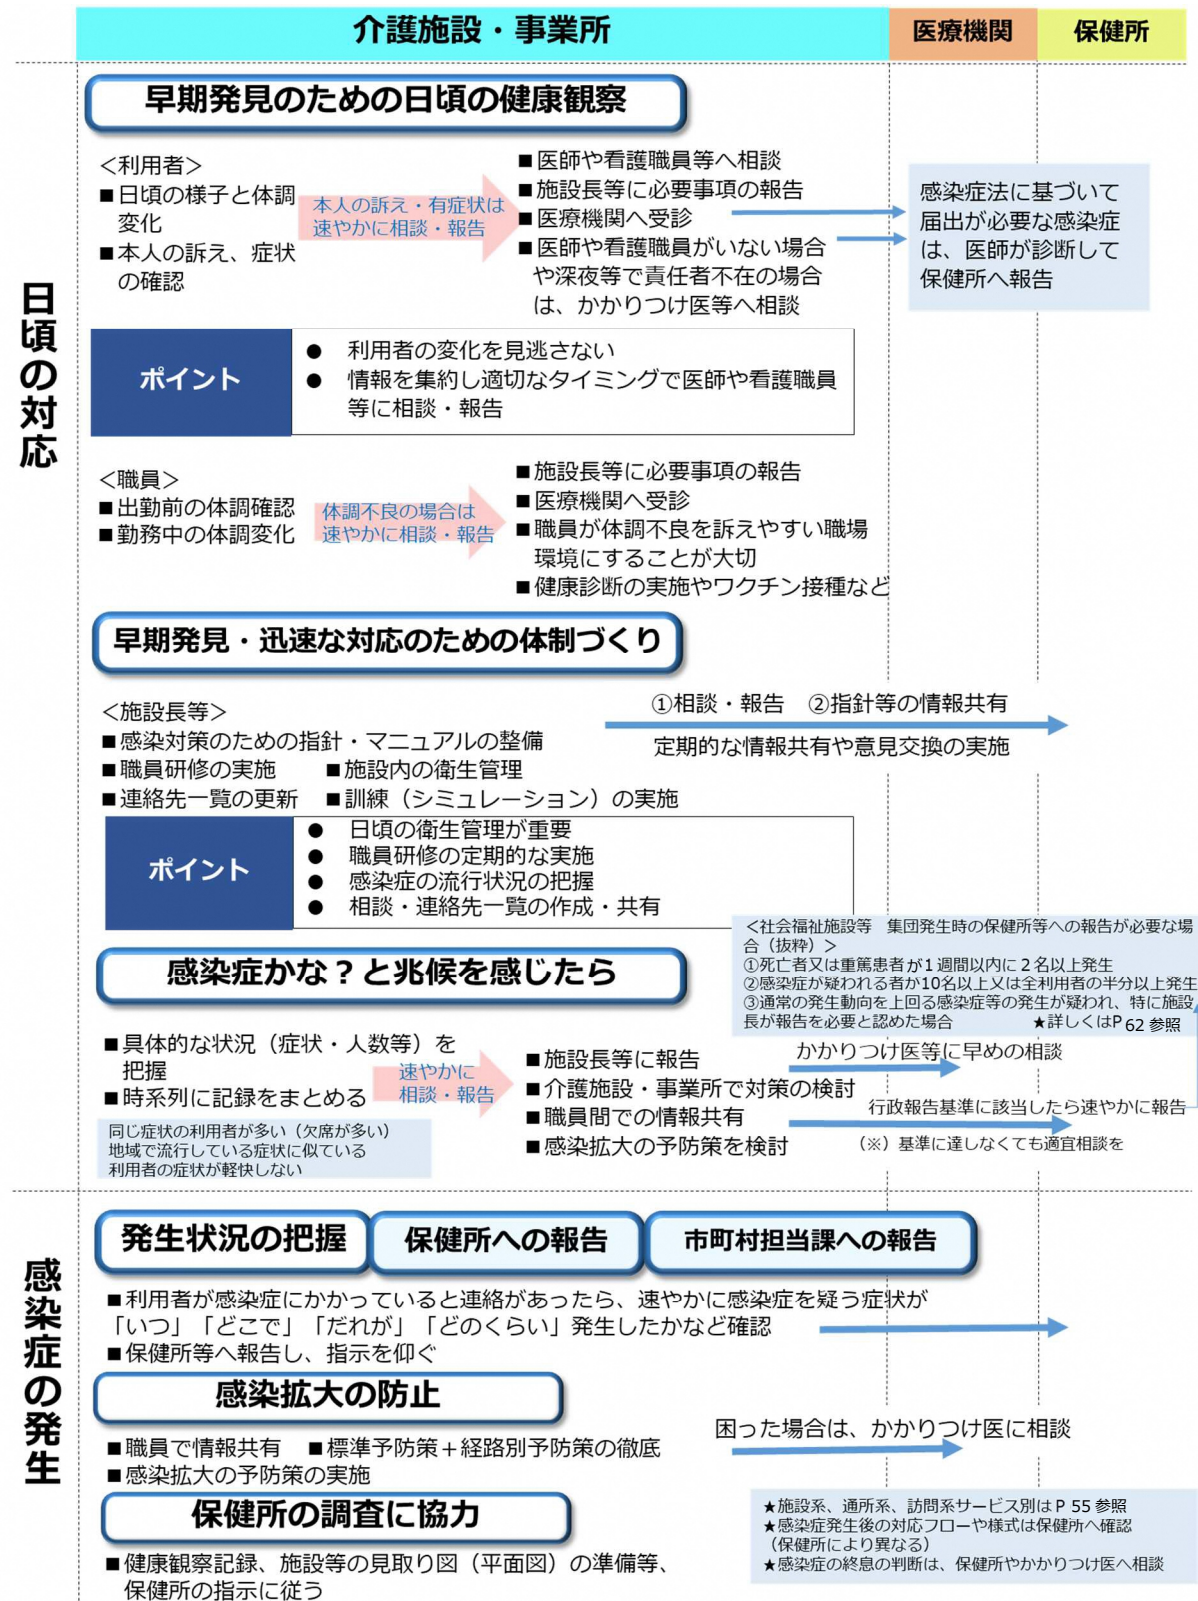 介護施設・事業所
医療機関
保健所
日頃の対応
早期発見のための日頃の健康観察
＜利用者＞
■日頃の様子と体調
変化
■本人の訴え、症状
の確認
本人の訴え・有症状は
速やかに相談・報告
■医師や看護職員等へ相談
■施設長等に必要事項の報告
■医療機関へ受診
■医師や看護職員がいない場合
や深夜等で責任者不在の場合
は、かかりつけ医等へ相談
感染症法に基づいて
届出が必要な感染症
は、医師が診断して
保健所へ報告
ポイント
● 利用者の変化を見逃さない
● 情報を集約し適切なタイミングで医師や看護職員
等に相談・報告
＜職員＞
■出勤前の体調確認
■勤務中の体調変化
体調不良の場合は
速やかに相談・報告
■施設長等に必要事項の報告
■医療機関へ受診
■職員が体調不良を訴えやすい職場
環境にすることが大切
■健康診断の実施やワクチン接種など
早期発見・迅速な対応のための体制づくり
＜施設長等＞
■感染対策のための指針・マニュアルの整備
■職員研修の実施 ■施設内の衛生管理
■連絡先一覧の更新 ■訓練（シミュレーション）の実施
①相談・報告 ②指針等の情報共有
定期的な情報共有や意見交換の実施
ポイント
● 日頃の衛生管理が重要
● 職員研修の定期的な実施
● 感染症の流行状況の把握
● 相談・連絡先一覧の作成・共有
＜社会福祉施設等 集団発生時の保健所等への報告が必要な場
合（抜粋）＞
①死亡者又は重篤患者が1週間以内に2名以上発生
②感染症が疑われる者が10名以上又は全利用者の半分以上発生
③通常の発生動向を上回る感染症等の発生が疑われ、特に施設
長が報告を必要と認めた場合 ★詳しくはP62参照
感染症かな？と兆候を感じたら
■具体的な状況（症状・人数等）を
把握
■時系列に記録をまとめる
速やかに
相談・報告
同じ症状の利用者が多い（欠席が多い）
地域で流行している症状に似ている
利用者の症状が軽快しない
■施設長等に報告
■介護施設・事業所で対策の検討
■職員間での情報共有
■感染拡大の予防策を検討
かかりつけ医等に早めの相談
行政報告基準に該当したら速やかに報告
（※）基準に達しなくても適宜相談を
感染症の発生
発生状況の把握
保健所への報告
市町村担当課への報告
■利用者が感染症にかかっていると連絡があったら、速やかに感染症を疑う症状が
「いつ」「どこで」「だれが」「どのくらい」発生したかなど確認
■保健所等へ報告し、指示を仰ぐ
感染拡大の防止
■職員で情報共有 ■標準予防策＋経路別予防策の徹底
■感染拡大の予防策の実施
困った場合は、かかりつけ医に相談
保健所の調査に協力
■健康観察記録、施設等の見取り図（平面図）の準備等、
保健所の指示に従う
★施設系、通所系、訪問系サービス別はP55参照
★感染症発生後の対応フローや様式は保健所へ確認
（保健所により異なる）
★感染症の終息の判断は、保健所やかかりつけ医へ相談